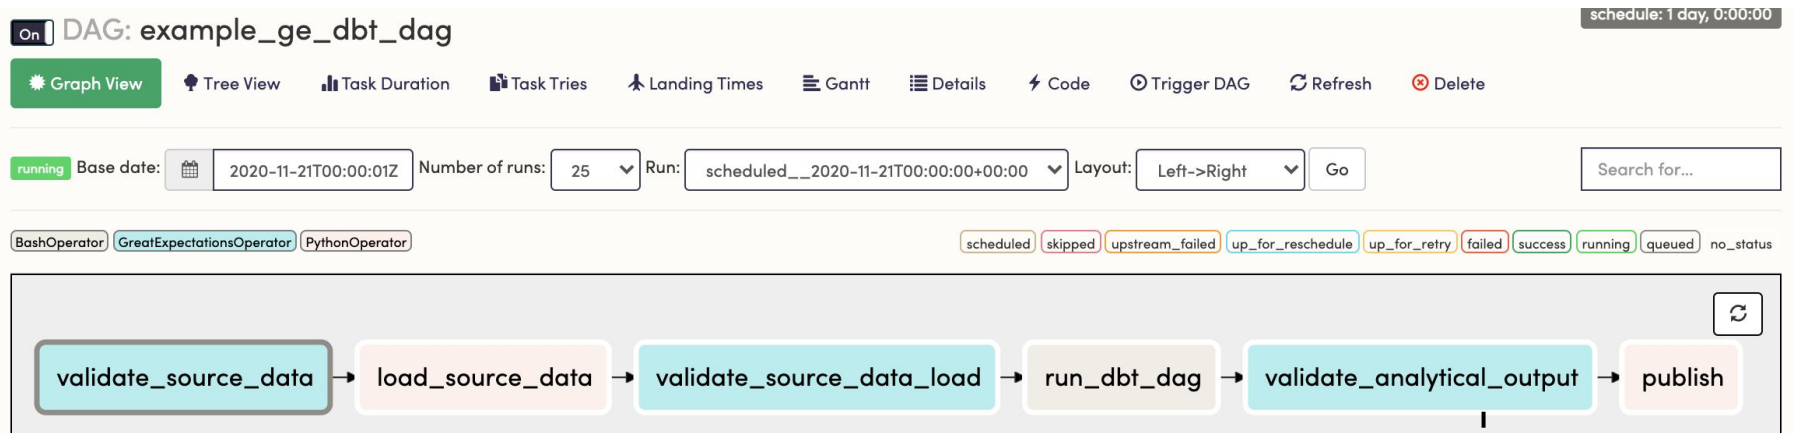 On DAG: example_ge_dbt_dag schedule: 1 day, 0:00:00
Graph View Tree View Task Duration Task Tries Landing Times Gantt Details Code Trigger DAG Refresh Delete
running Base date: 2020-11-21T00:00:01Z Number of runs: 25 Run: scheduled__2020-11-21T00:00:00+00:00 Layout: Left->Right Go Search for...
BashOperator GreatExpectationsOperator PythonOperator scheduled skipped upstream_failed up_for_reschedule up_for_retry failed success running queued no_status
validate_source_data load_source_data validate_source_data_load run_dbt_dag validate_analytical_output publish